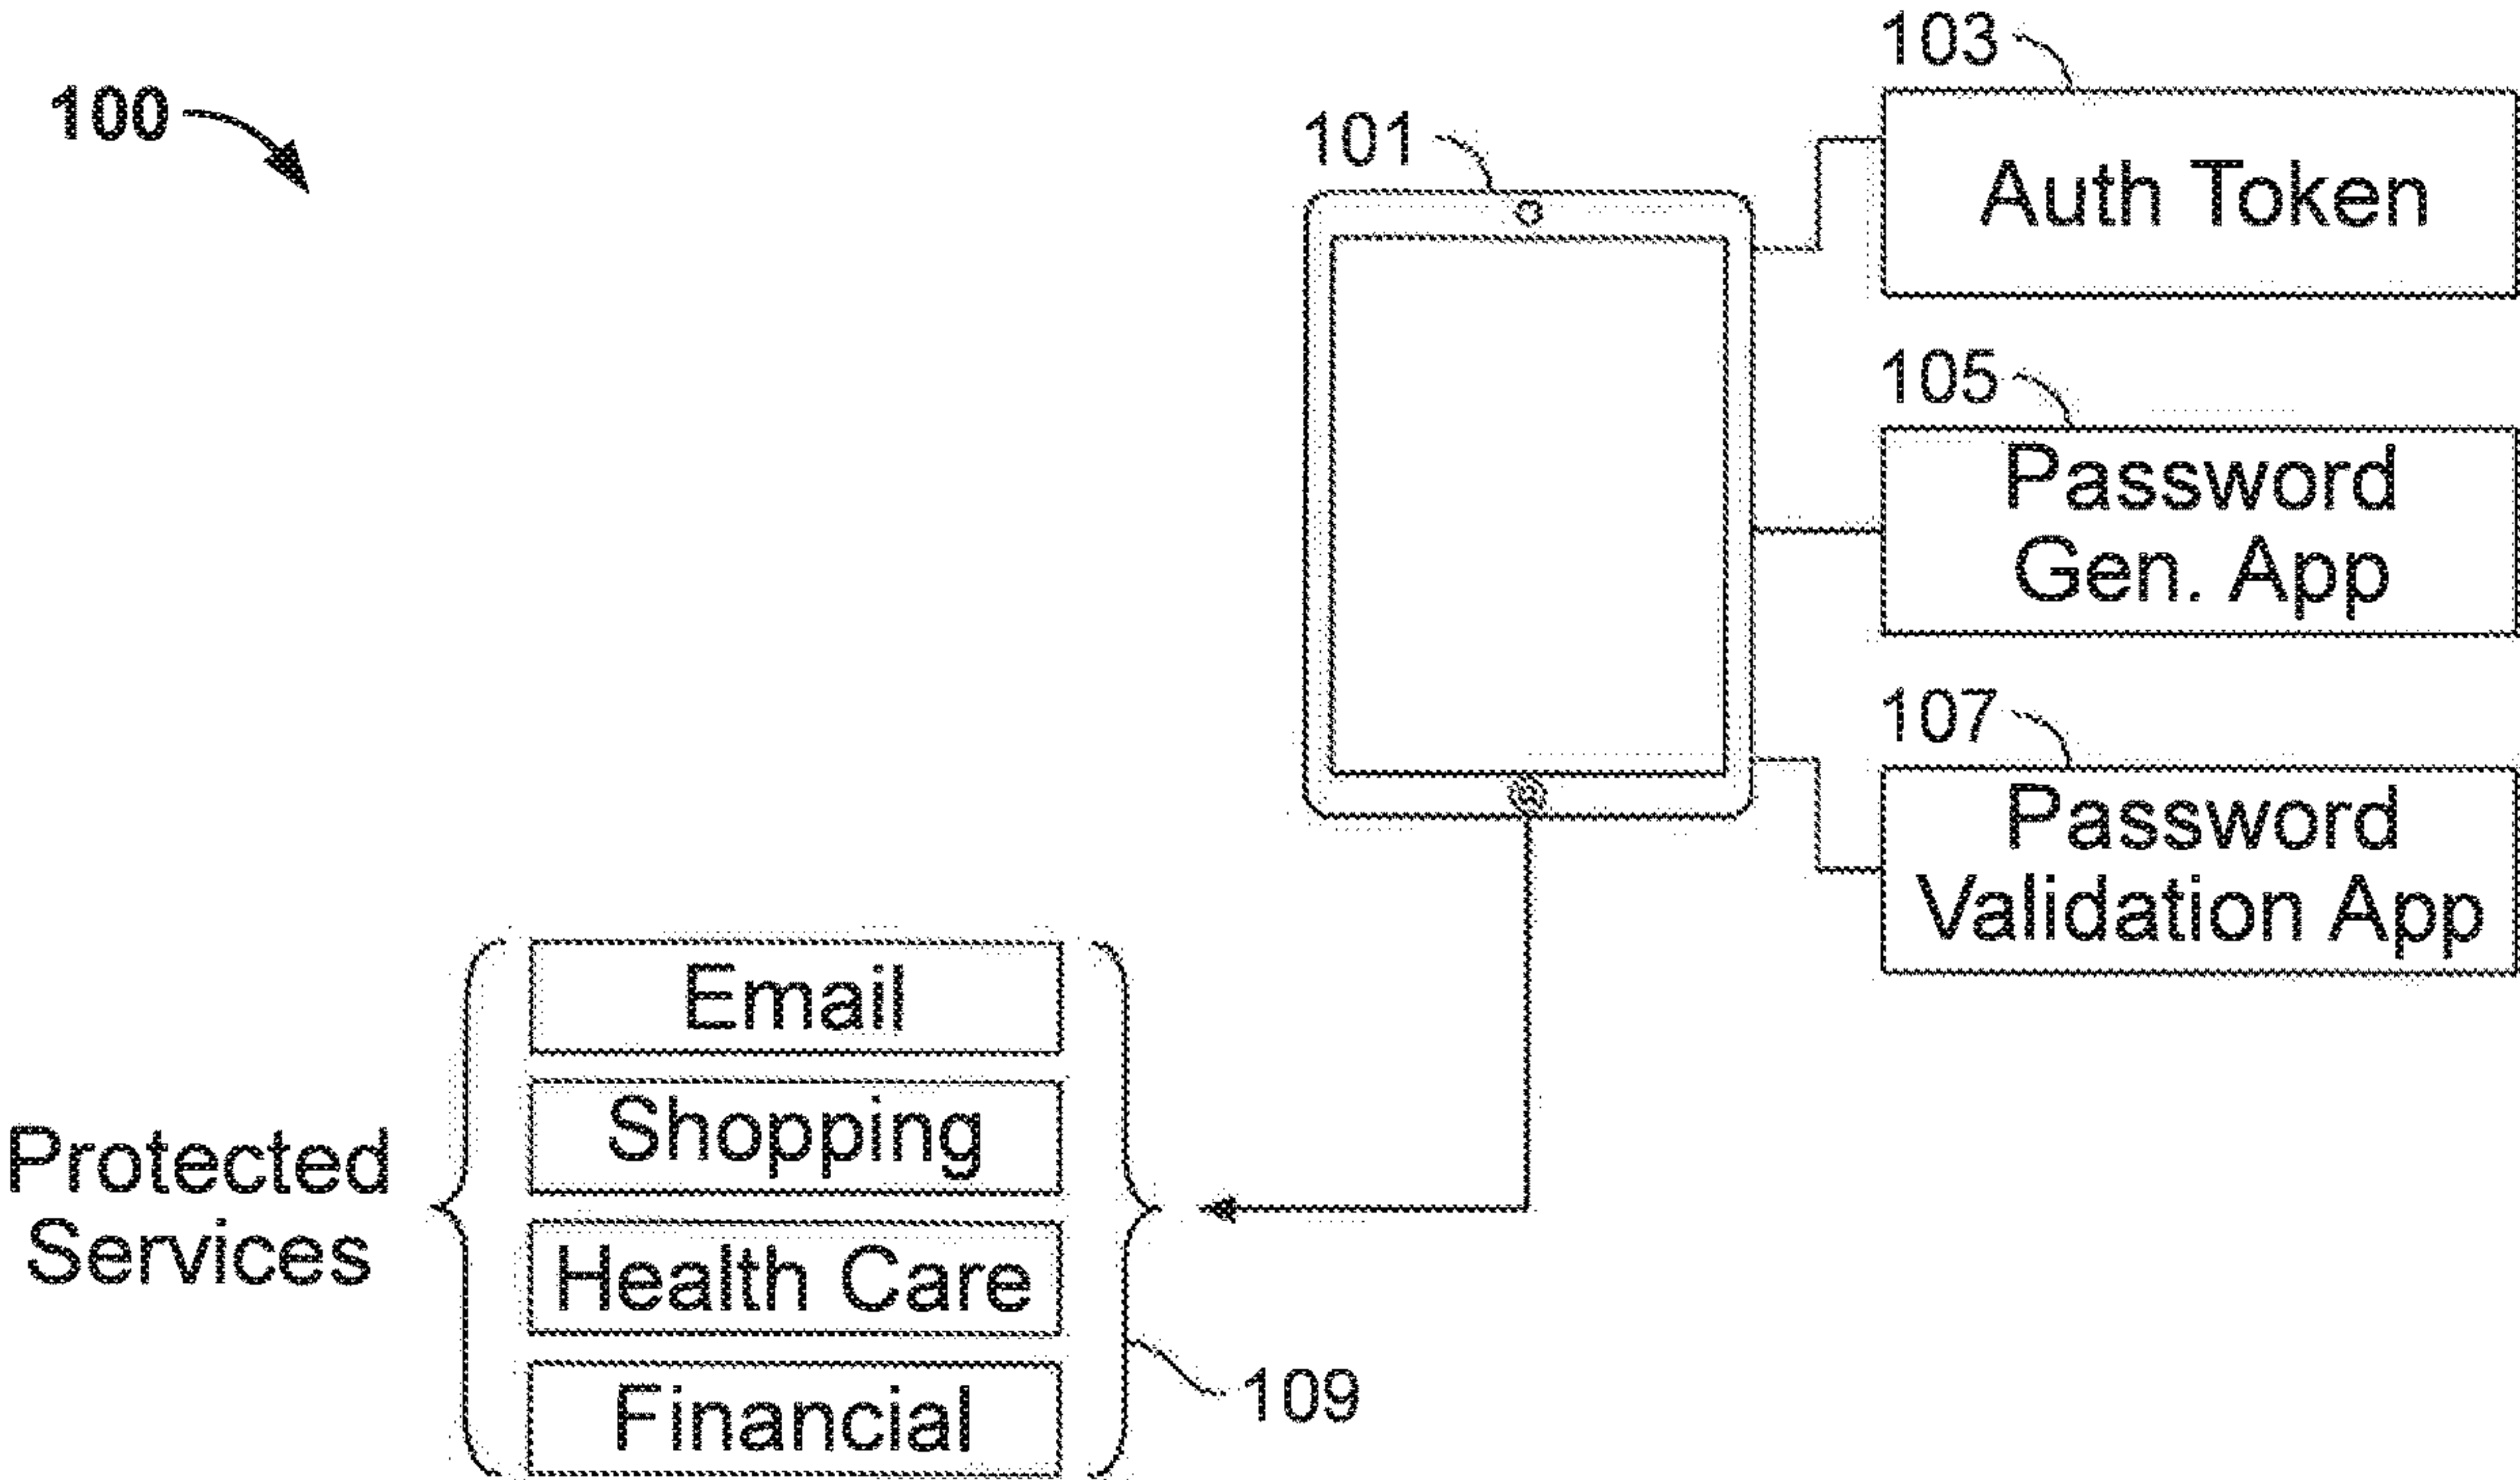 100
101
103
Auth Token
105
Password
Gen. App
107
Password
Validation App
Protected
Services
Email
Shopping
Health Care
Financial
109